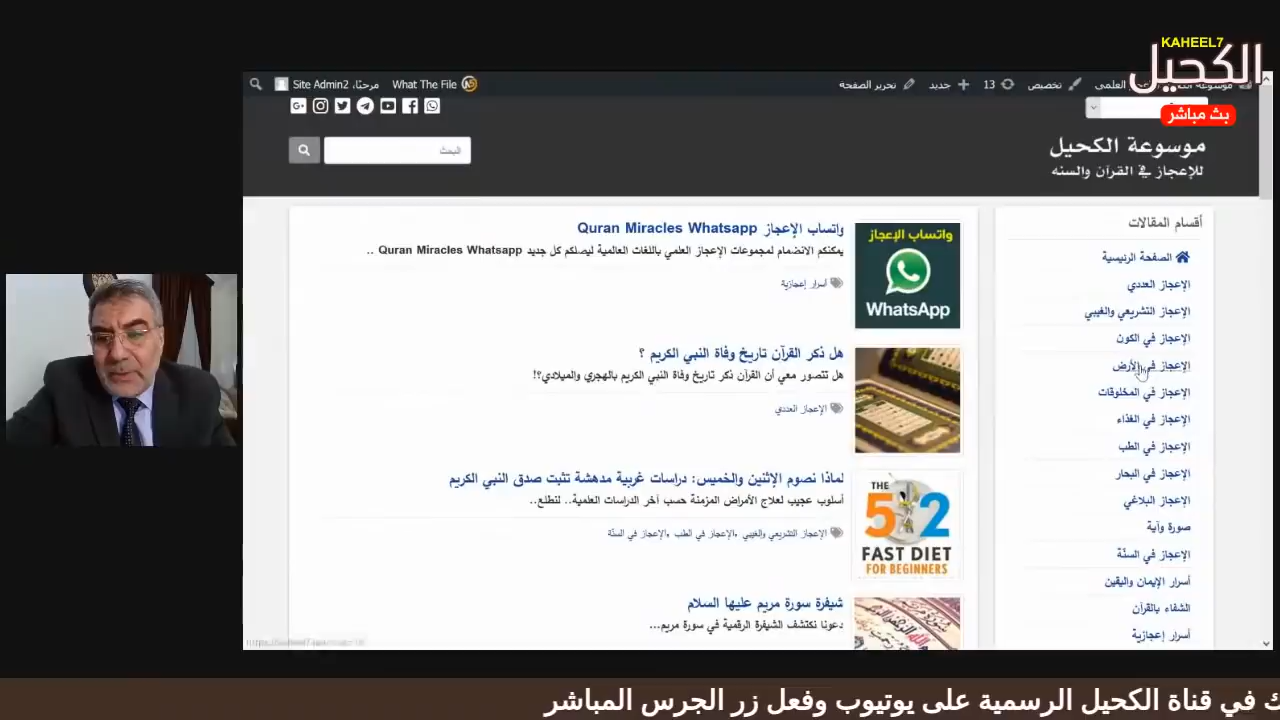 KAHEEL7
الكحيل
بث مباشر
What The File مرحبًا، Site Admin2
العلمي تخصيص 13 جديد تحرير الصفحة
موسوعة الكحيل
للإعجاز في القرآن والسنه
البحث
أقسام المقالات
الصفحة الرئيسية
الإعجاز العددي
الإعجاز التشريعي والغيبي
الإعجاز في الكون
الإعجاز في الأرض
الإعجاز في المخلوقات
الإعجاز في الغذاء
الإعجاز في الطب
الإعجاز في البحار
الإعجاز البلاغي
صورة وآية
الإعجاز في السنّة
أسرار الإيمان واليقين
الشفاء بالقرآن
أسرار إعجازية
واتساب الإعجاز
WhatsApp
واتساب الإعجاز Quran Miracles Whatsapp
يمكنكم الانضمام لمجموعات الإعجاز العلمي باللغات العالمية ليصلكم كل جديد Quran Miracles Whatsapp ..
أسرار إعجازية
هل ذكر القرآن تاريخ وفاة النبي الكريم ؟
هل تتصور معي أن القرآن ذكر تاريخ وفاة النبي الكريم بالهجري والميلادي؟!
الإعجاز العددي
لماذا نصوم الإثنين والخميس: دراسات غربية مدهشة تثبت صدق النبي الكريم
أسلوب عجيب لعلاج الأمراض المزمنة حسب آخر الدراسات العلمية.. لنطلع..
الإعجاز التشريعي والغيبي ,الإعجاز في الطب ,الإعجاز في السنّة
THE
5 2
FAST DIET
FOR BEGINNERS
شيفرة سورة مريم عليها السلام
دعونا نكتشف الشيفرة الرقمية في سورة مريم...
ك في قناة الكحيل الرسمية على يوتيوب وفعل زر الجرس المباشر